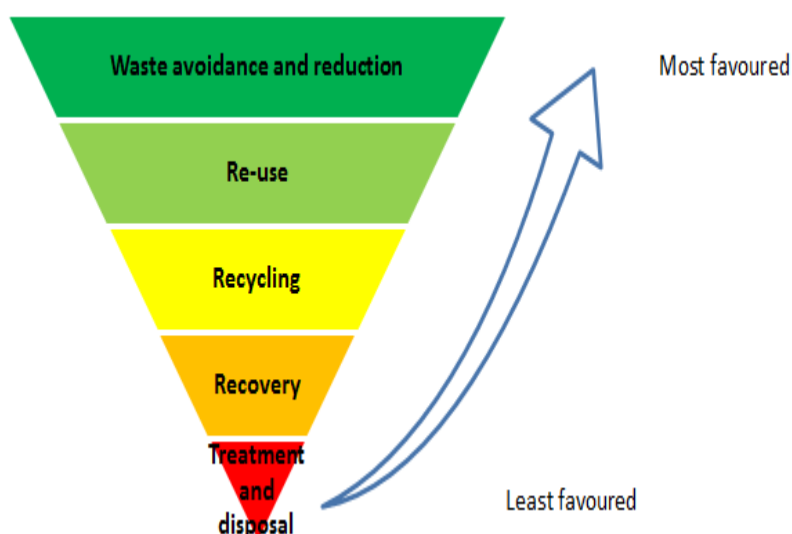 Waste avoidance and reduction
Most favoured
Re-use
Recycling
Recovery
Treatment
and
disposal
Least favoured